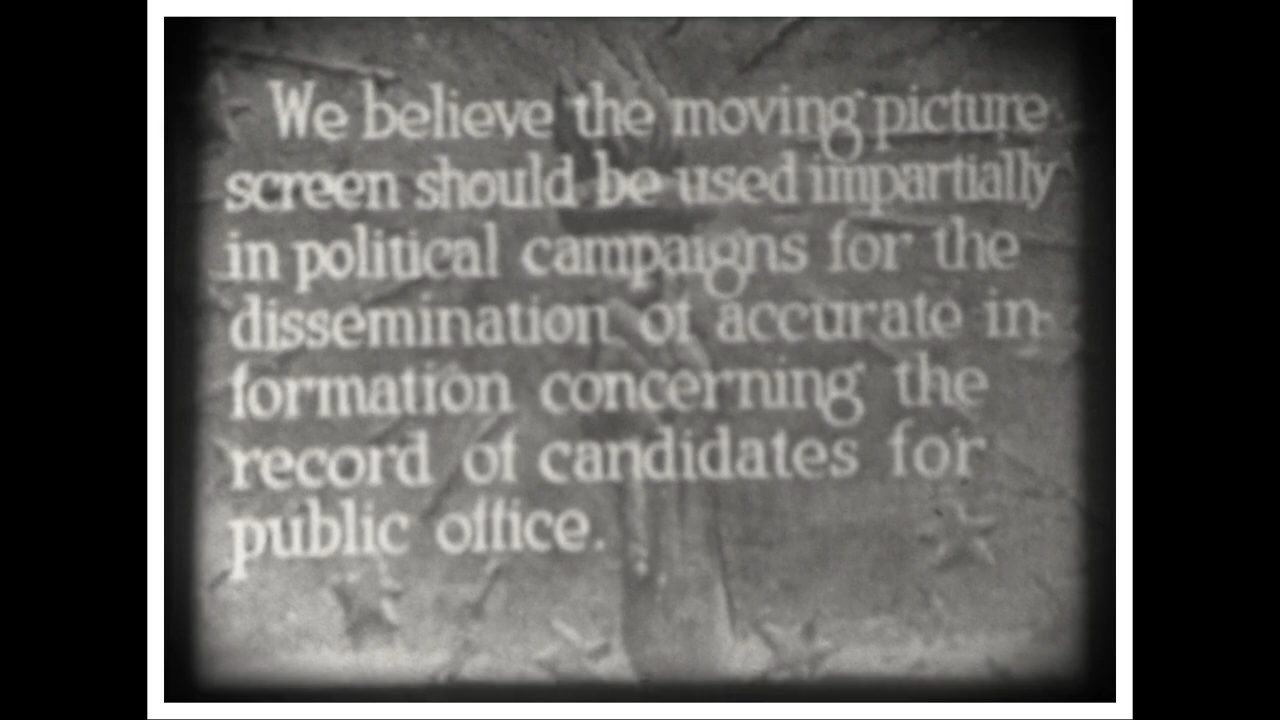 We believe the moving picture
screen should be used impartially
in political campaigns for the
dissemination of accurate in-
formation concerning the
record of candidates for
public office.